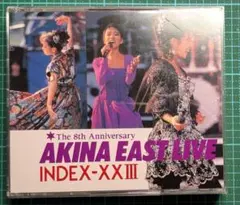 ★ The 8th Anniversary
AKINA EAST LIVE
INDEX-XXIII